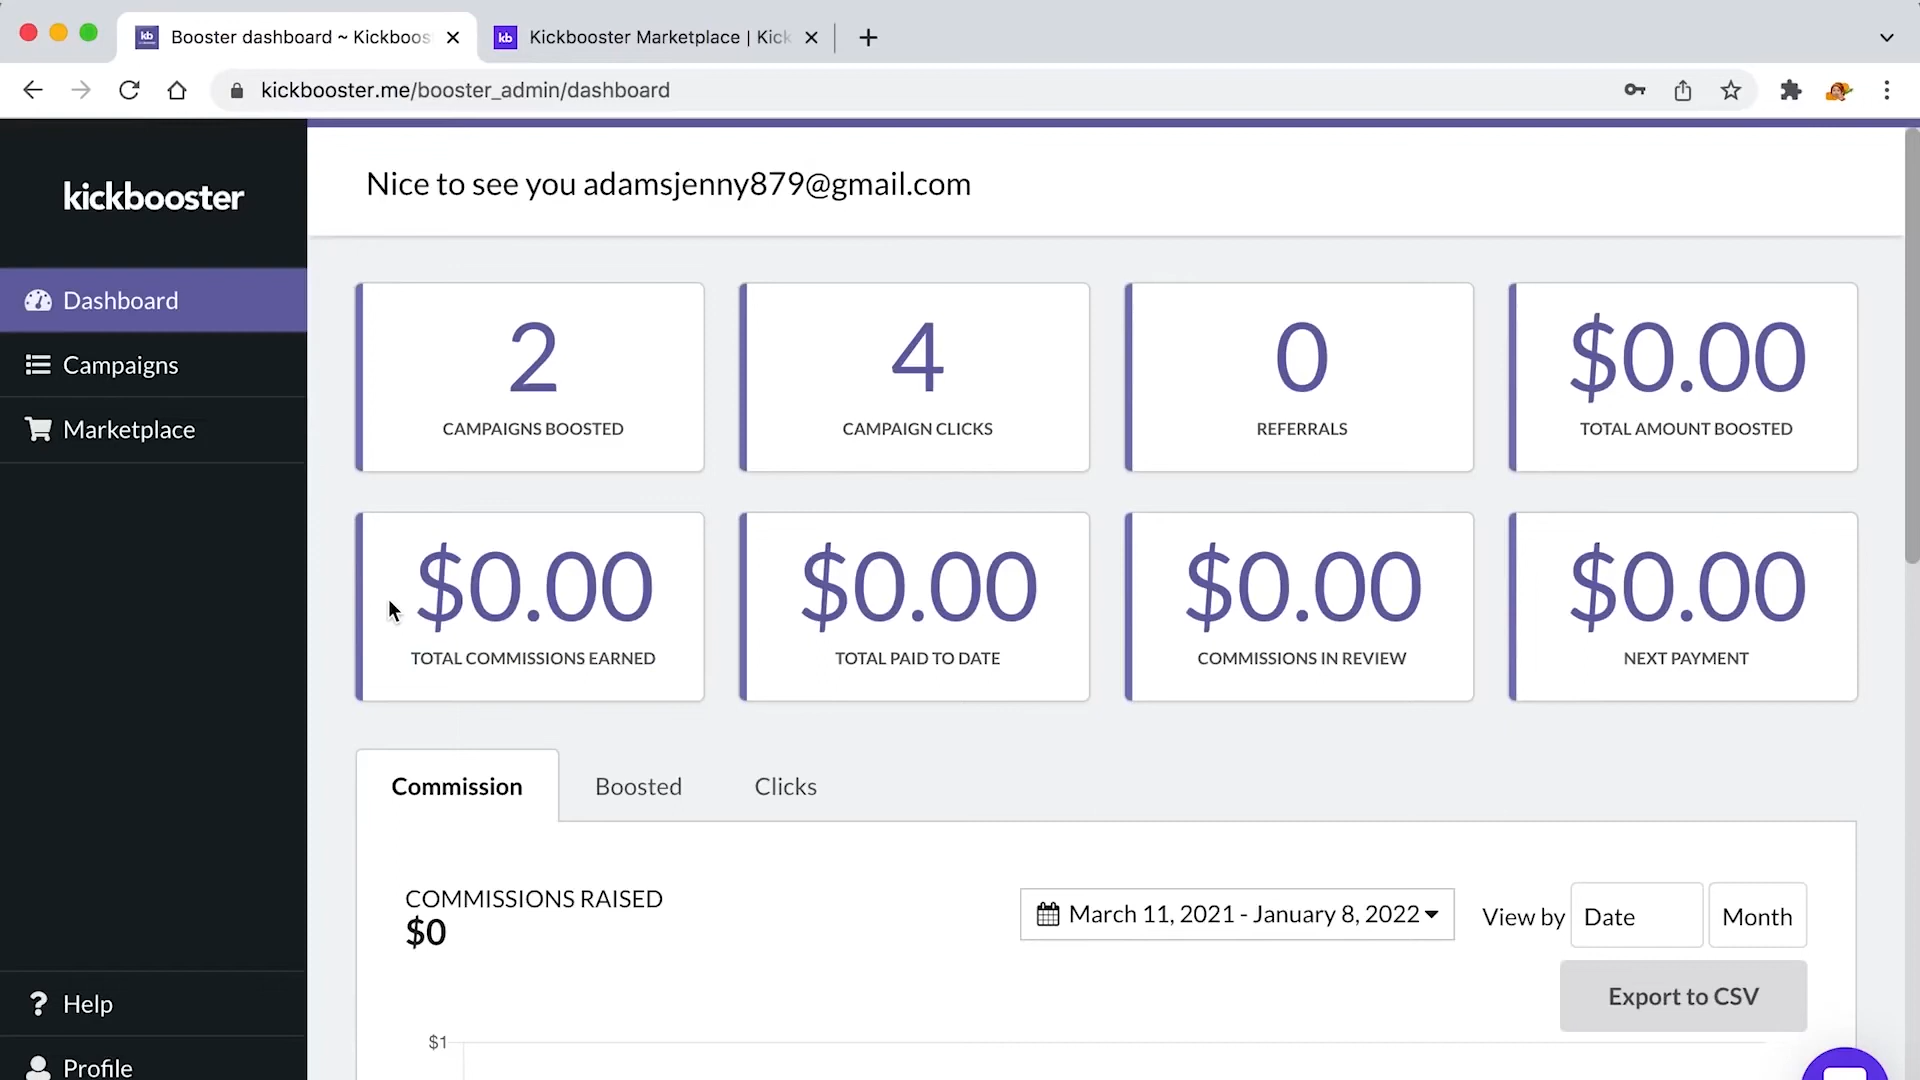 kb
Booster dashboard ~ Kickboos
kb
Kickbooster Marketplace | Kick
kickbooster.me/booster_admin/dashboard
kickbooster
Nice to see you adamsjenny879@gmail.com
Dashboard
Campaigns
Marketplace
2
CAMPAIGNS BOOSTED
4
CAMPAIGN CLICKS
0
REFERRALS
$0.00
TOTAL AMOUNT BOOSTED
$0.00
TOTAL COMMISSIONS EARNED
$0.00
TOTAL PAID TO DATE
$0.00
COMMISSIONS IN REVIEW
$0.00
NEXT PAYMENT
Commission
Boosted
Clicks
COMMISSIONS RAISED
$0
March 11, 2021 - January 8, 2022
View by
Date
Month
Export to CSV
$1
Help
Profile